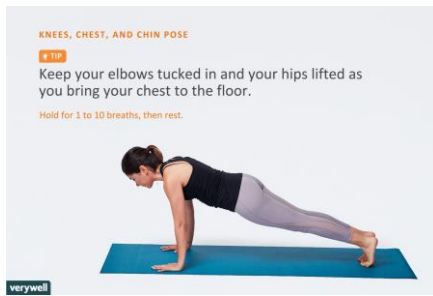 KNEES, CHEST, AND CHIN POSE
TIP
Keep your elbows tucked in and your hips lifted as
you bring your chest to the floor.
Hold for 1 to 10 breaths, then rest.
verywell